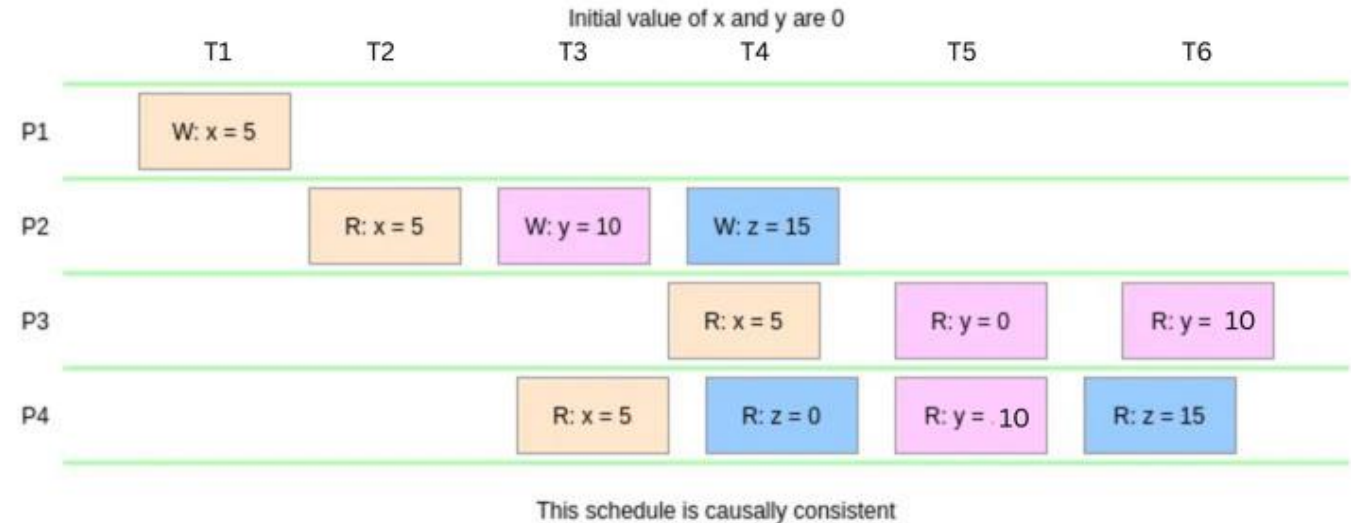 Initial value of x and y are 0
T1 T2 T3 T4 T5 T6
P1 W: x = 5
P2 R: x = 5 W: y = 10 W: z = 15
P3 R: x = 5 R: y = 0 R: y = 10
P4 R: x = 5 R: z = 0 R: y = 10 R: z = 15
This schedule is causally consistent